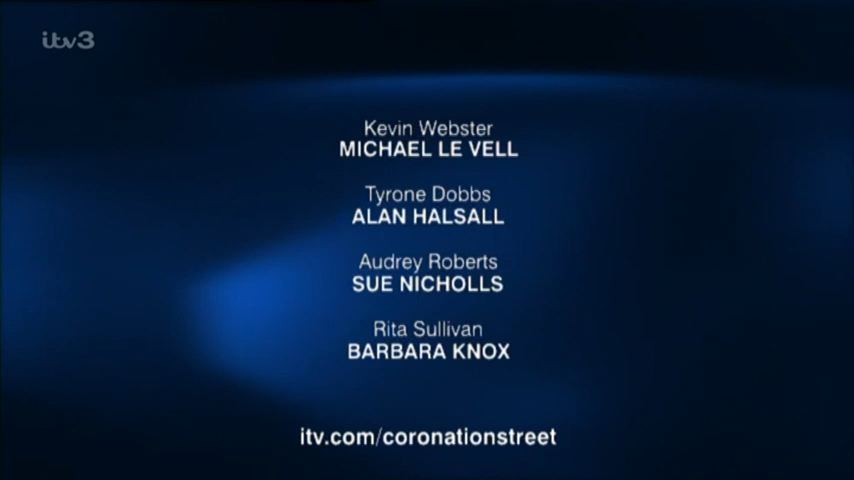 itv3
Kevin Webster
MICHAEL LE VELL
Tyrone Dobbs
ALAN HALSALL
Audrey Roberts
SUE NICHOLLS
Rita Sullivan
BARBARA KNOX
itv.com/coronationstreet